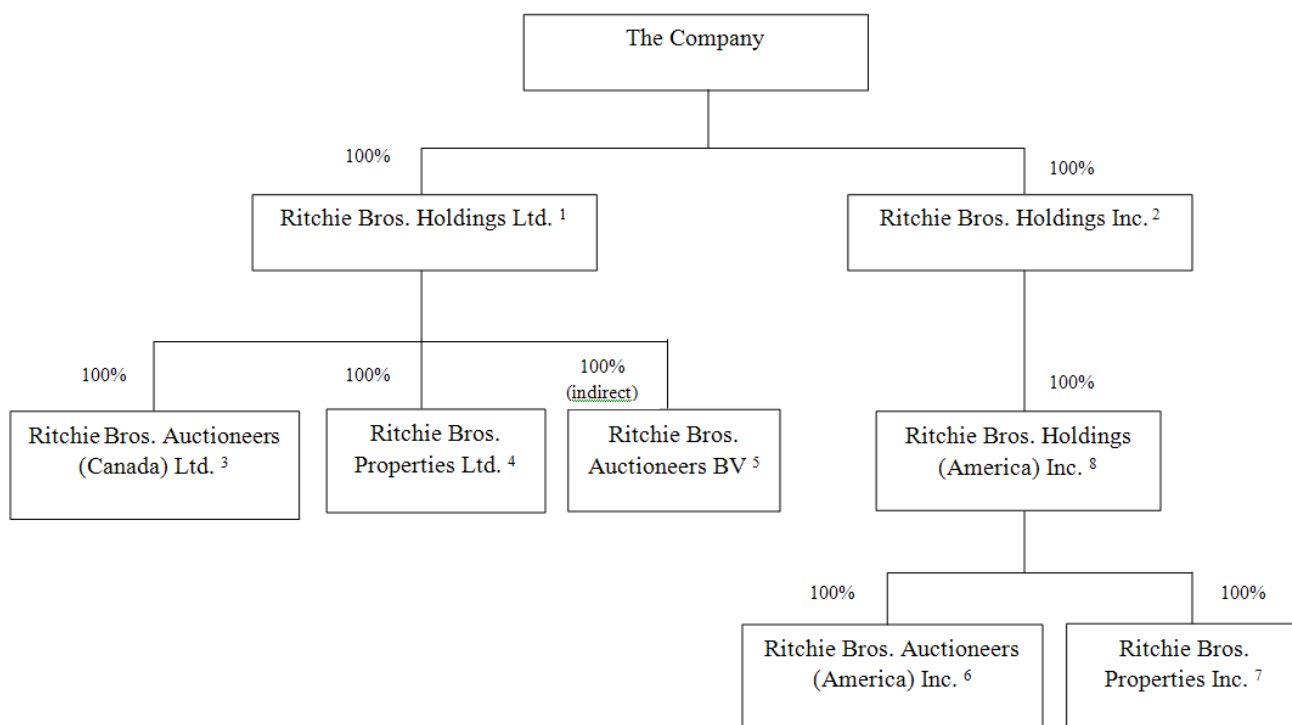 The Company
100%
100%
Ritchie Bros. Holdings Ltd. 1
Ritchie Bros. Holdings Inc. 2
100%
100%
100%
(indirect)
100%
Ritchie Bros. Auctioneers
(Canada) Ltd. 3
Ritchie Bros.
Properties Ltd. 4
Ritchie Bros.
Auctioneers BV 5
Ritchie Bros. Holdings
(America) Inc. 8
100%
100%
Ritchie Bros. Auctioneers
(America) Inc. 6
Ritchie Bros.
Properties Inc. 7